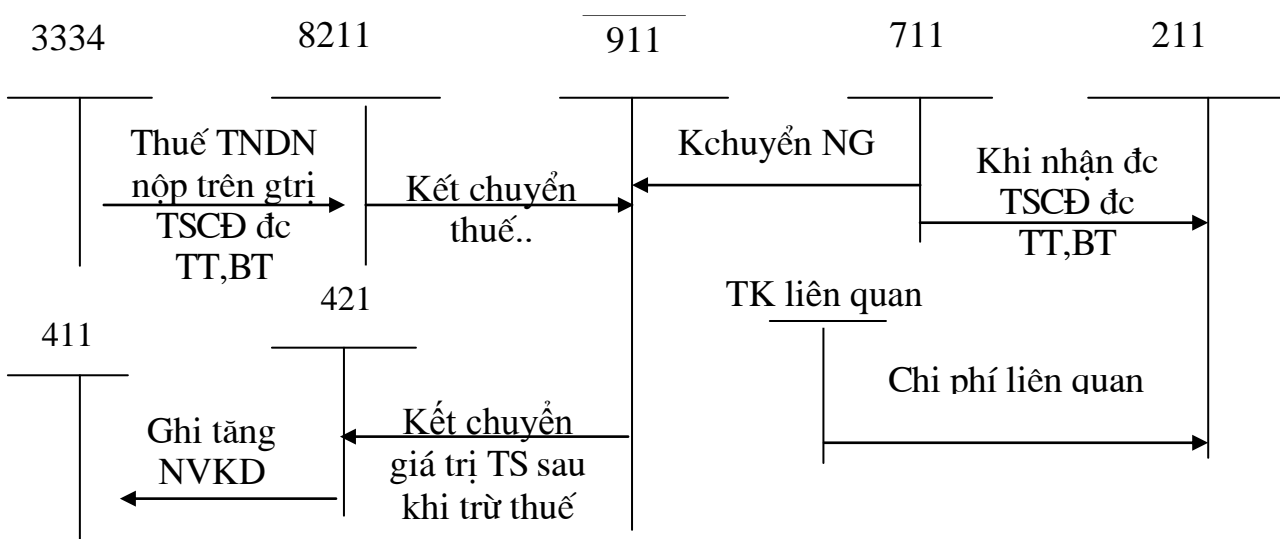 3334
8211
911
711
211
Thuế TNDN
nộp trên gtrị
TSCĐ đc
TT,BT
Kết chuyển
thuế..
Kchuyển NG
Khi nhận đc
TSCĐ đc
TT,BT
421
TK liên quan
411
Chi phí liên quan
Ghi tăng
NVKD
Kết chuyển
giá trị TS sau
khi trừ thuế